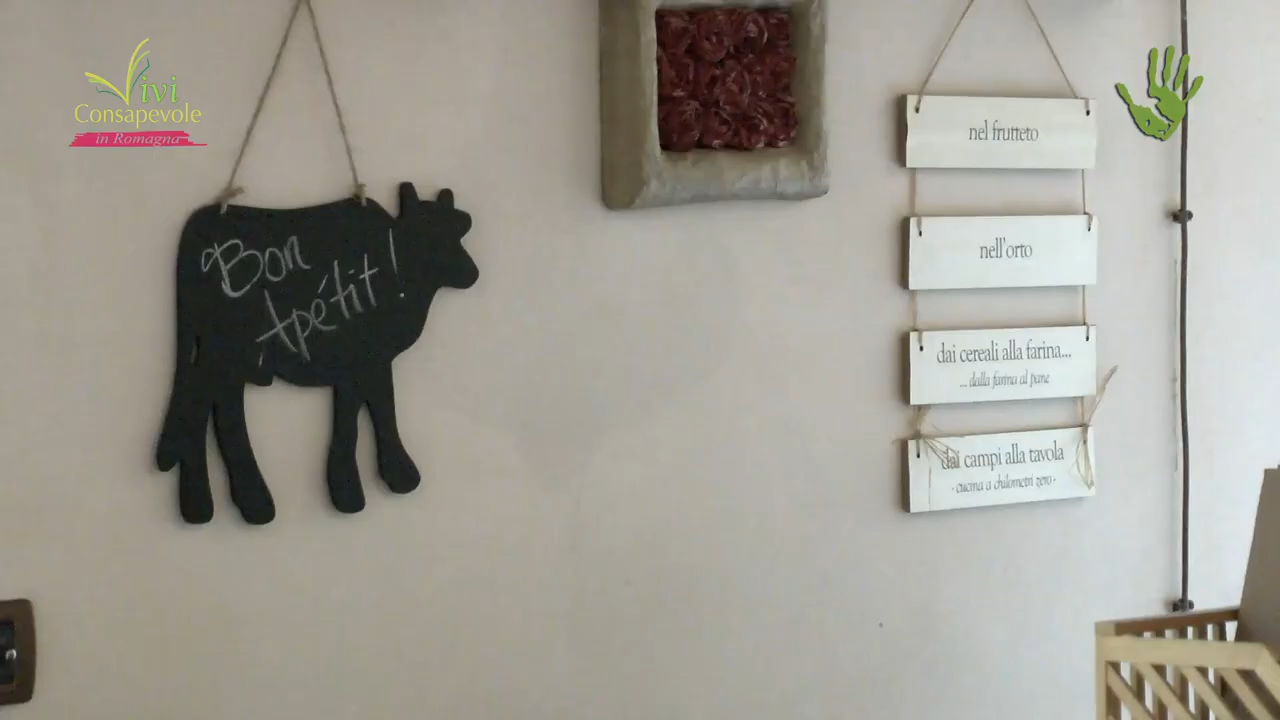 Vivi
Consapevole
in Romagna
Bon
Apétit!
nel frutteto
nell'orto
dai cereali alla farina...
... dalla farina al pane
dai campi alla tavola
- cucina a chilometri zero -